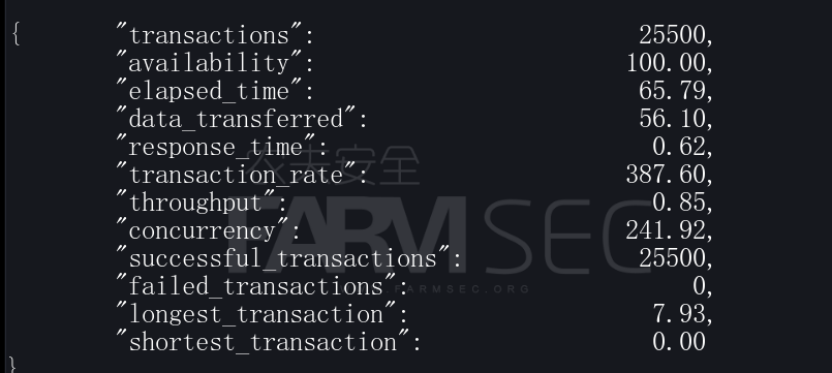 { "transactions": 25500,
"availability": 100.00,
"elapsed_time": 65.79,
"data_transferred": 56.10,
"response_time": 0.62,
"transaction_rate": 387.60,
"throughput": 0.85,
"concurrency": 241.92,
"successful_transactions": 25500,
"failed_transactions": 0,
"longest_transaction": 7.93,
"shortest_transaction": 0.00
}
农夫安全
FARMSEC
FARMSEC.ORG